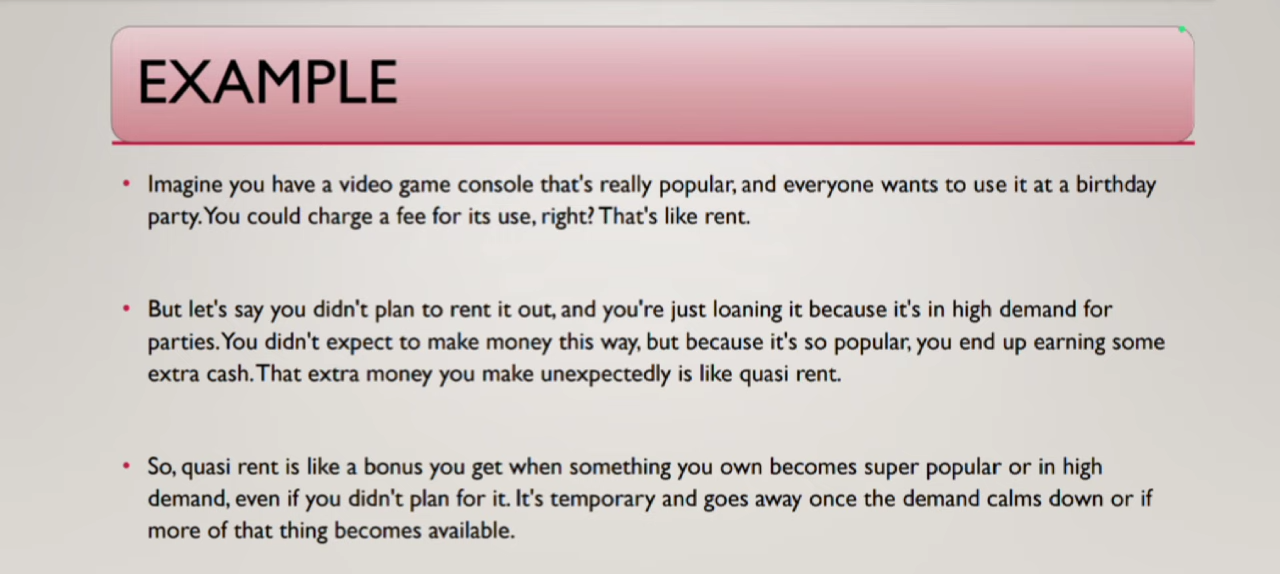 EXAMPLE
• Imagine you have a video game console that's really popular, and everyone wants to use it at a birthday
party. You could charge a fee for its use, right? That's like rent.
• But let's say you didn't plan to rent it out, and you're just loaning it because it's in high demand for
parties. You didn't expect to make money this way, but because it's so popular, you end up earning some
extra cash. That extra money you make unexpectedly is like quasi rent.
• So, quasi rent is like a bonus you get when something you own becomes super popular or in high
demand, even if you didn't plan for it. It's temporary and goes away once the demand calms down or if
more of that thing becomes available.